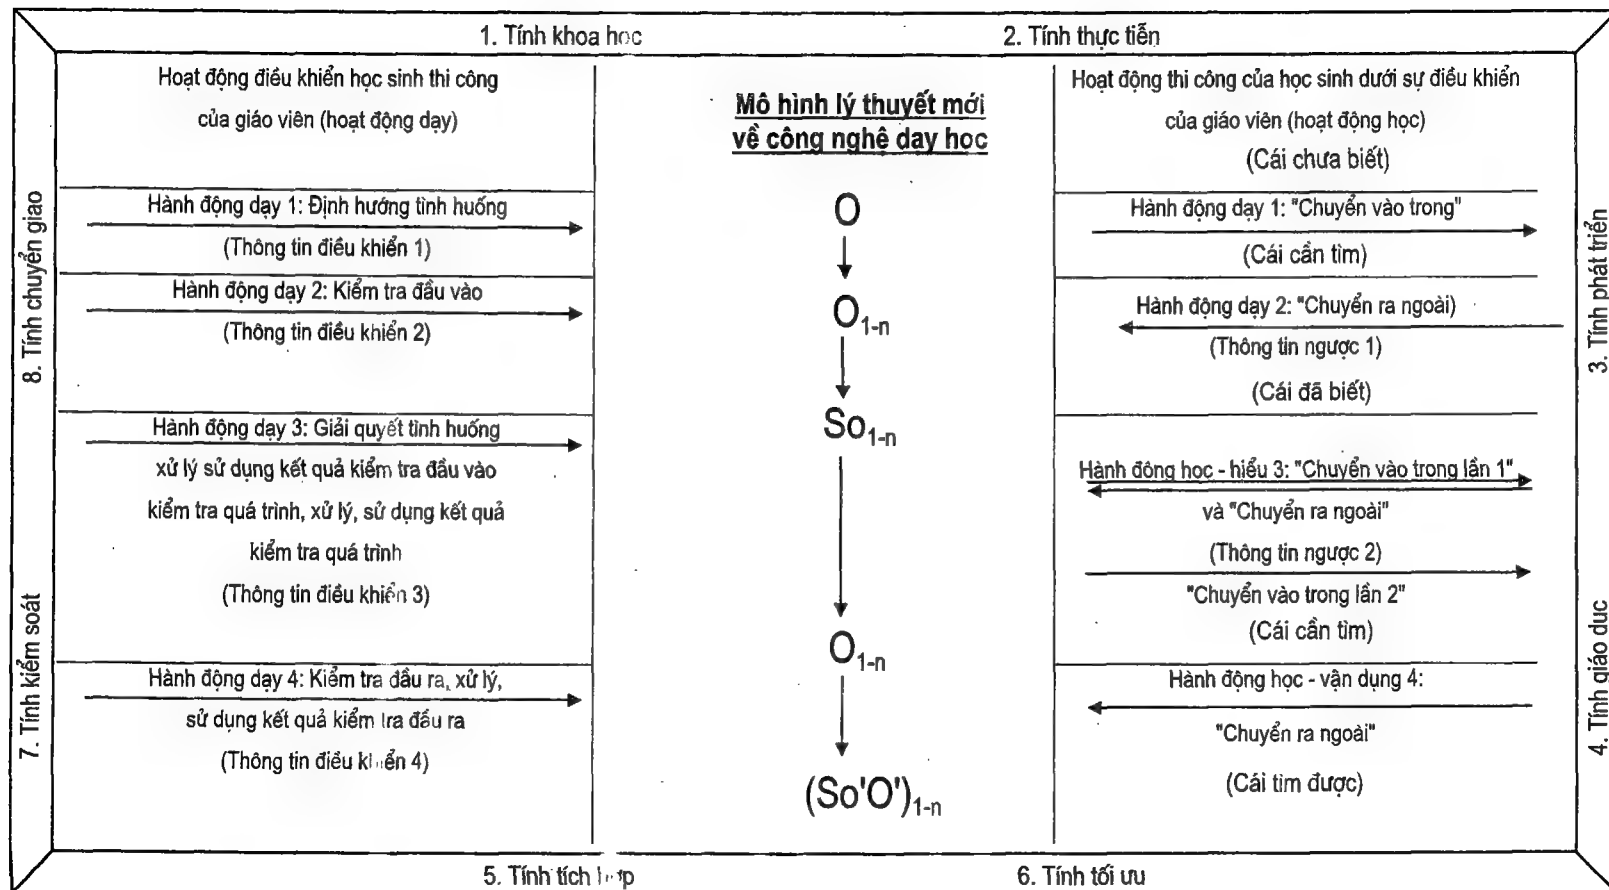 1. Tính khoa học
2. Tính thực tiễn
8. Tính chuyển giao
7. Tính kiểm soát
Hoạt động điều khiển học sinh thi công
của giáo viên (hoạt động dạy)
Hành động dạy 1: Định hướng tình huống
(Thông tin điều khiển 1)
Hành động dạy 2: Kiểm tra đầu vào
(Thông tin điều khiển 2)
Hành động dạy 3: Giải quyết tình huống
xử lý sử dụng kết quả kiểm tra đầu vào
kiểm tra quá trình, xử lý, sử dụng kết quả
kiểm tra quá trình
(Thông tin điều khiển 3)
Hành động dạy 4: Kiểm tra đầu ra, xử lý,
sử dụng kết quả kiểm tra đầu ra
(Thông tin điều khiển 4)
Mô hình lý thuyết mới
về công nghê day hoc
O
O1-n
So1-n
O1-n
(So'O')1-n
Hoạt động thi công của học sinh dưới sự điều khiển
của giáo viên (hoạt động học)
(Cái chưa biết)
Hành động dạy 1: "Chuyển vào trong"
(Cái cần tìm)
Hành động dạy 2: "Chuyển ra ngoài)
(Thông tin ngược 1)
(Cái đã biết)
Hành đông học - hiểu 3: "Chuyển vào trong lần 1"
và "Chuyển ra ngoài"
(Thông tin ngược 2)
"Chuyển vào trong lần 2"
(Cái cần tìm)
Hành động học - vận dụng 4:
"Chuyển ra ngoài"
(Cái tìm được)
3. Tính phát triển
4. Tính giáo duc
5. Tính tích hợp
6. Tính tối ưu